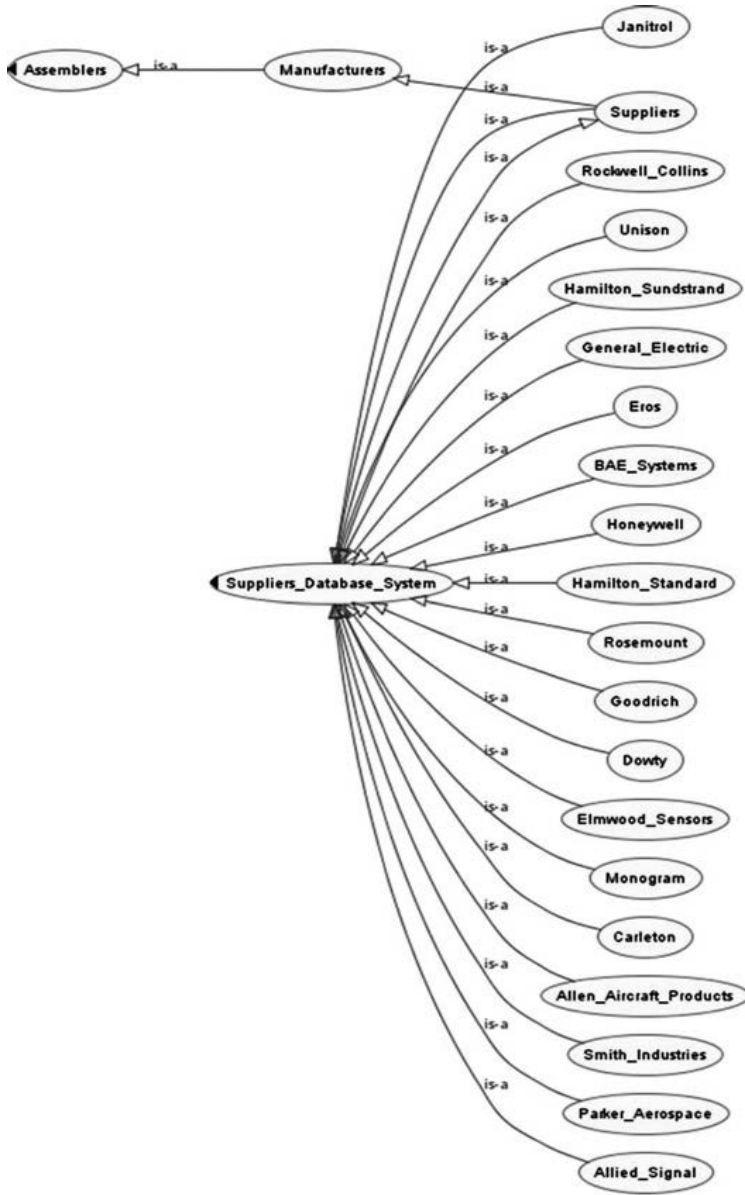 Janitrol
is-a
Assemblers
is-a
Manufacturers
is-a
Suppliers
is-a
is-a
Rockwell_Collins
is-a
Unison
is-a
Hamilton_Sundstrand
is-a
General_Electric
is-a
Eros
is-a
BAE_Systems
is-a
Honeywell
is-a
Suppliers_Database_System
is-a
Hamilton_Standard
is-a
Rosemount
is-a
Goodrich
is-a
Dowty
is-a
Elmwood_Sensors
is-a
Monogram
is-a
Carleton
is-a
Allen_Aircraft_Products
is-a
Smith_Industries
is-a
Parker_Aerospace
is-a
Allied_Signal